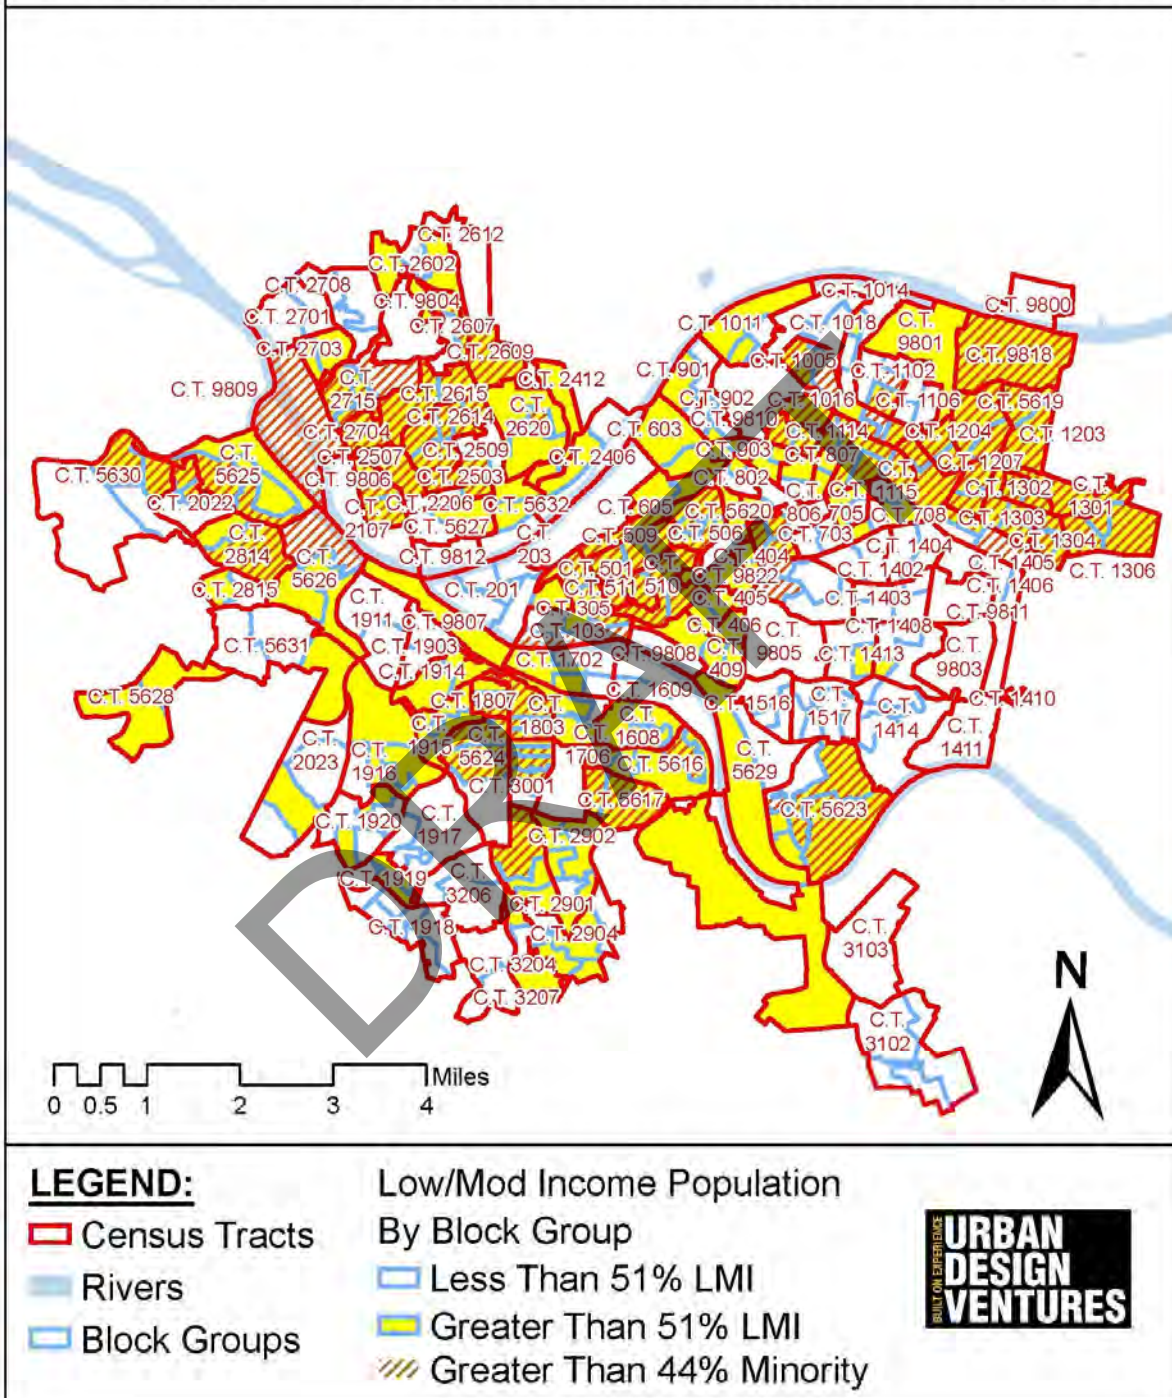 C.T. 2612
C.T. 2602
C.T. 2708
C.T. 9804
C.T. 1014
C.T. 9800
C.T. 2701
C.T. 2607
C.T. 1011
C.T. 1018
C.T.
9801
C.T. 2703
C.T. 2609
C.T. 1005
C.T. 9818
C.T. 9809
C.T.
2715
C.T. 2412
C.T. 901
C.T. 1102
C.T. 2615
C.T. 902
C.T. 1016
C.T. 1106
C.T. 5619
C.T. 2614
C.T.
2620
C.T. 9810
C.T. 2704
C.T. 603
C.T. 1114
C.T. 1204
C.T. 1203
C.T. 2507
C.T. 2509
C.T. 2406
C.T. 903
C.T. 807
C.T. 1207
C.T. 5630
C.T.
5625
C.T. 9806
C.T. 2503
C.T. 802
C.T.
1115
C.T. 1302
C.T.
1301
C.T. 2022
C.T.
2107
C.T. 2206
C.T. 5632
C.T. 605
C.T. 5620
C.T.
806
705
C.T. 708
C.T. 1303
C.T. 5627
C.T.
203
C.T. 509
C.T. 506
C.T. 703
C.T. 1304
C.T.
2814
C.T.
5626
C.T. 9812
C.T. 501
C.T.
510
C.T. 404
C.T. 1404
C.T. 1405
C.T. 1306
C.T. 2815
C.T. 201
C.T. 511
C.T. 9822
C.T. 1402
C.T. 1406
C.T.
1911
C.T. 305
C.T. 405
C.T. 1403
C.T. 9811
C.T. 9807
C.T. 103
C.T. 406
C.T. 1408
C.T. 5631
C.T. 1903
C.T. 1702
C.T. 9808
C.T.
409
C.T.
9805
C.T. 1413
C.T.
9803
C.T. 1914
C.T. 5628
C.T. 1807
C.T.
1803
C.T. 1609
C.T. 1516
C.T.
1517
C.T.
1414
C.T. 1410
C.T.
1411
C.T.
2023
C.T.
1915
C.T.
5624
C.T.
1706
C.T.
1608
C.T.
5629
C.T.
1916
C.T. 3001
C.T. 5616
C.T. 5617
C.T. 5623
C.T. 1920
C.T.
1917
C.T. 2902
C.T. 1919
C.T.
3206
C.T. 2901
C.T. 1918
C.T. 2904
C.T.
3103
C.T. 3204
C.T. 3207
C.T.
3102
DRAFT
N
Miles
0 0.5 1 2 3 4
LEGEND:
Census Tracts
Rivers
Block Groups
Low/Mod Income Population
By Block Group
Less Than 51% LMI
Greater Than 51% LMI
Greater Than 44% Minority
BUILT ON EXPERIENCE
URBAN
DESIGN
VENTURES